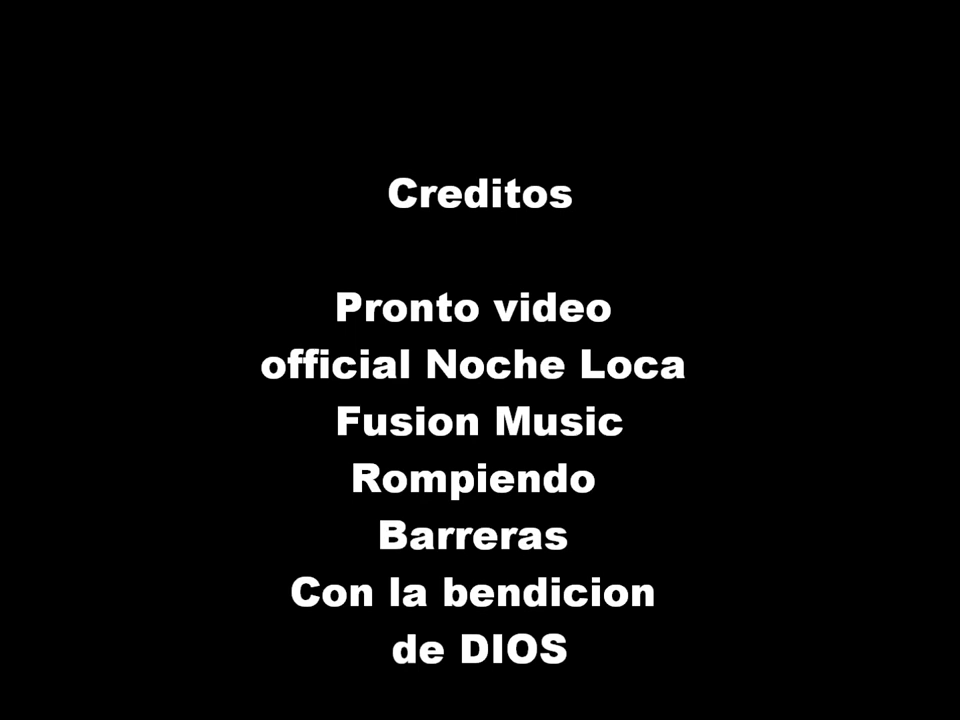 Creditos
Pronto video
official Noche Loca
Fusion Music
Rompiendo
Barreras
Con la bendicion
de DIOS